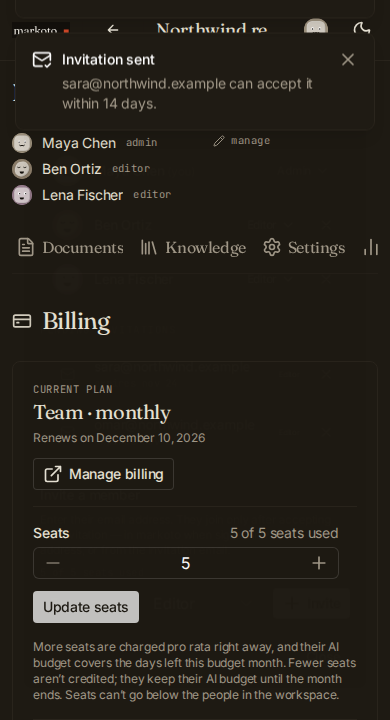 markoto
Northwind re
Invitation sent
sara@northwind.example can accept it
within 14 days.
Maya Chen admin
manage
Ben Ortiz editor
Lena Fischer editor
Documents Knowledge Settings
Billing
CURRENT PLAN
Team · monthly
Renews on December 10, 2026
Manage billing
Seats 5 of 5 seats used
5
Update seats
More seats are charged pro rata right away, and their AI
budget covers the days left this budget month. Fewer seats
aren’t credited; they keep their AI budget until the month
ends. Seats can’t go below the people in the workspace.